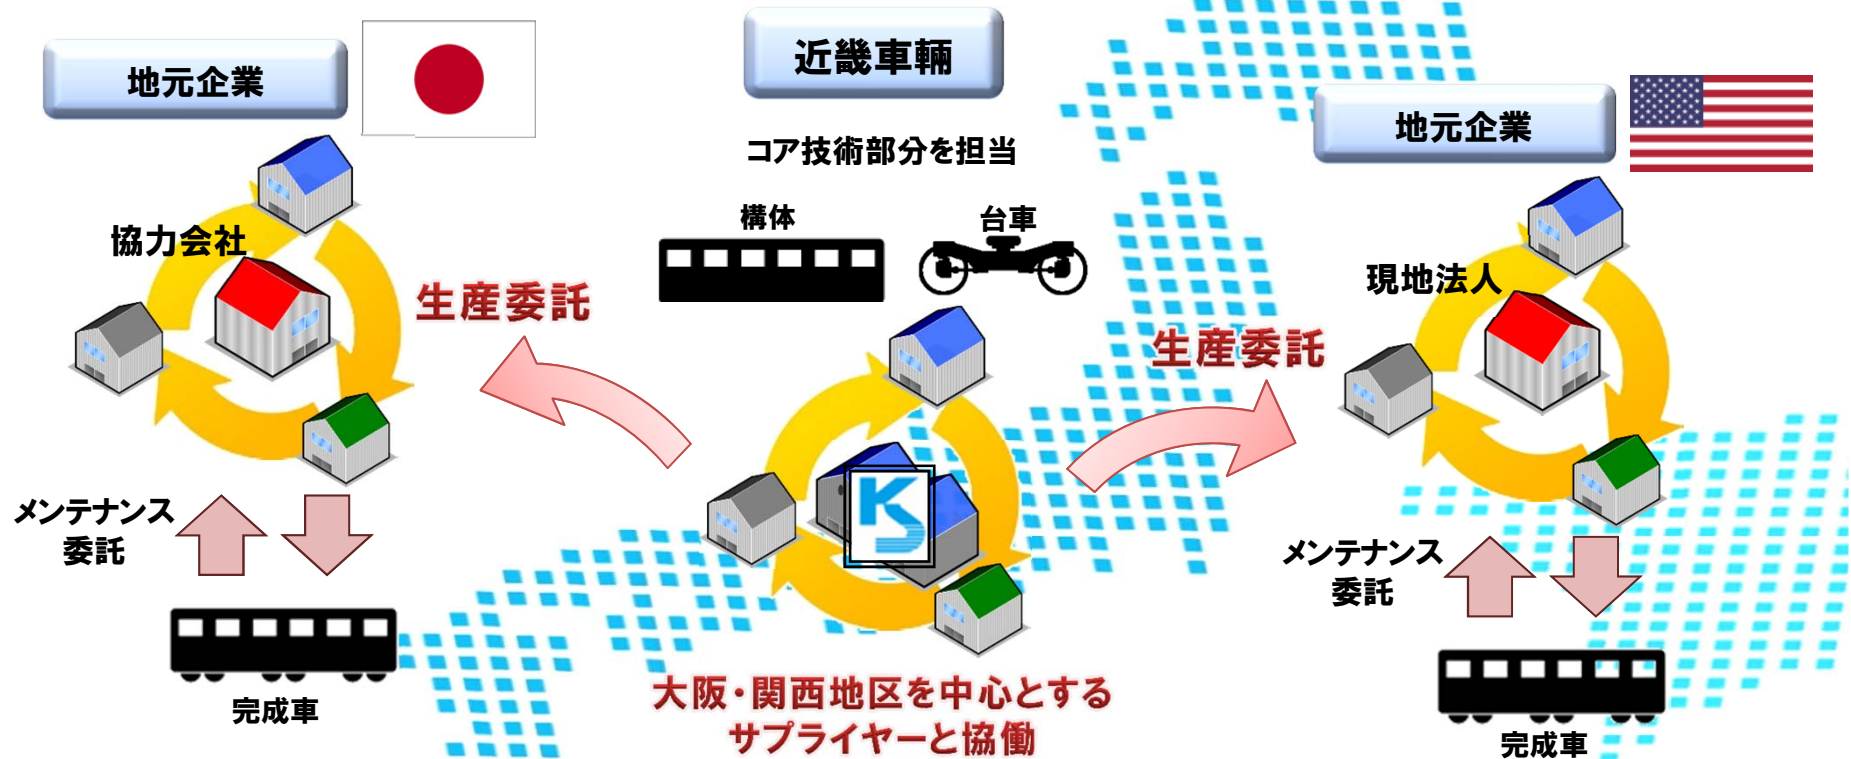 地元企業
協力会社
生産委託
メンテナンス
委託
完成車
近畿車輛
コア技術部分を担当
構体
台車
KS
大阪・関西地区を中心とする
サプライヤーと協働
生産委託
地元企業
現地法人
メンテナンス
委託
完成車